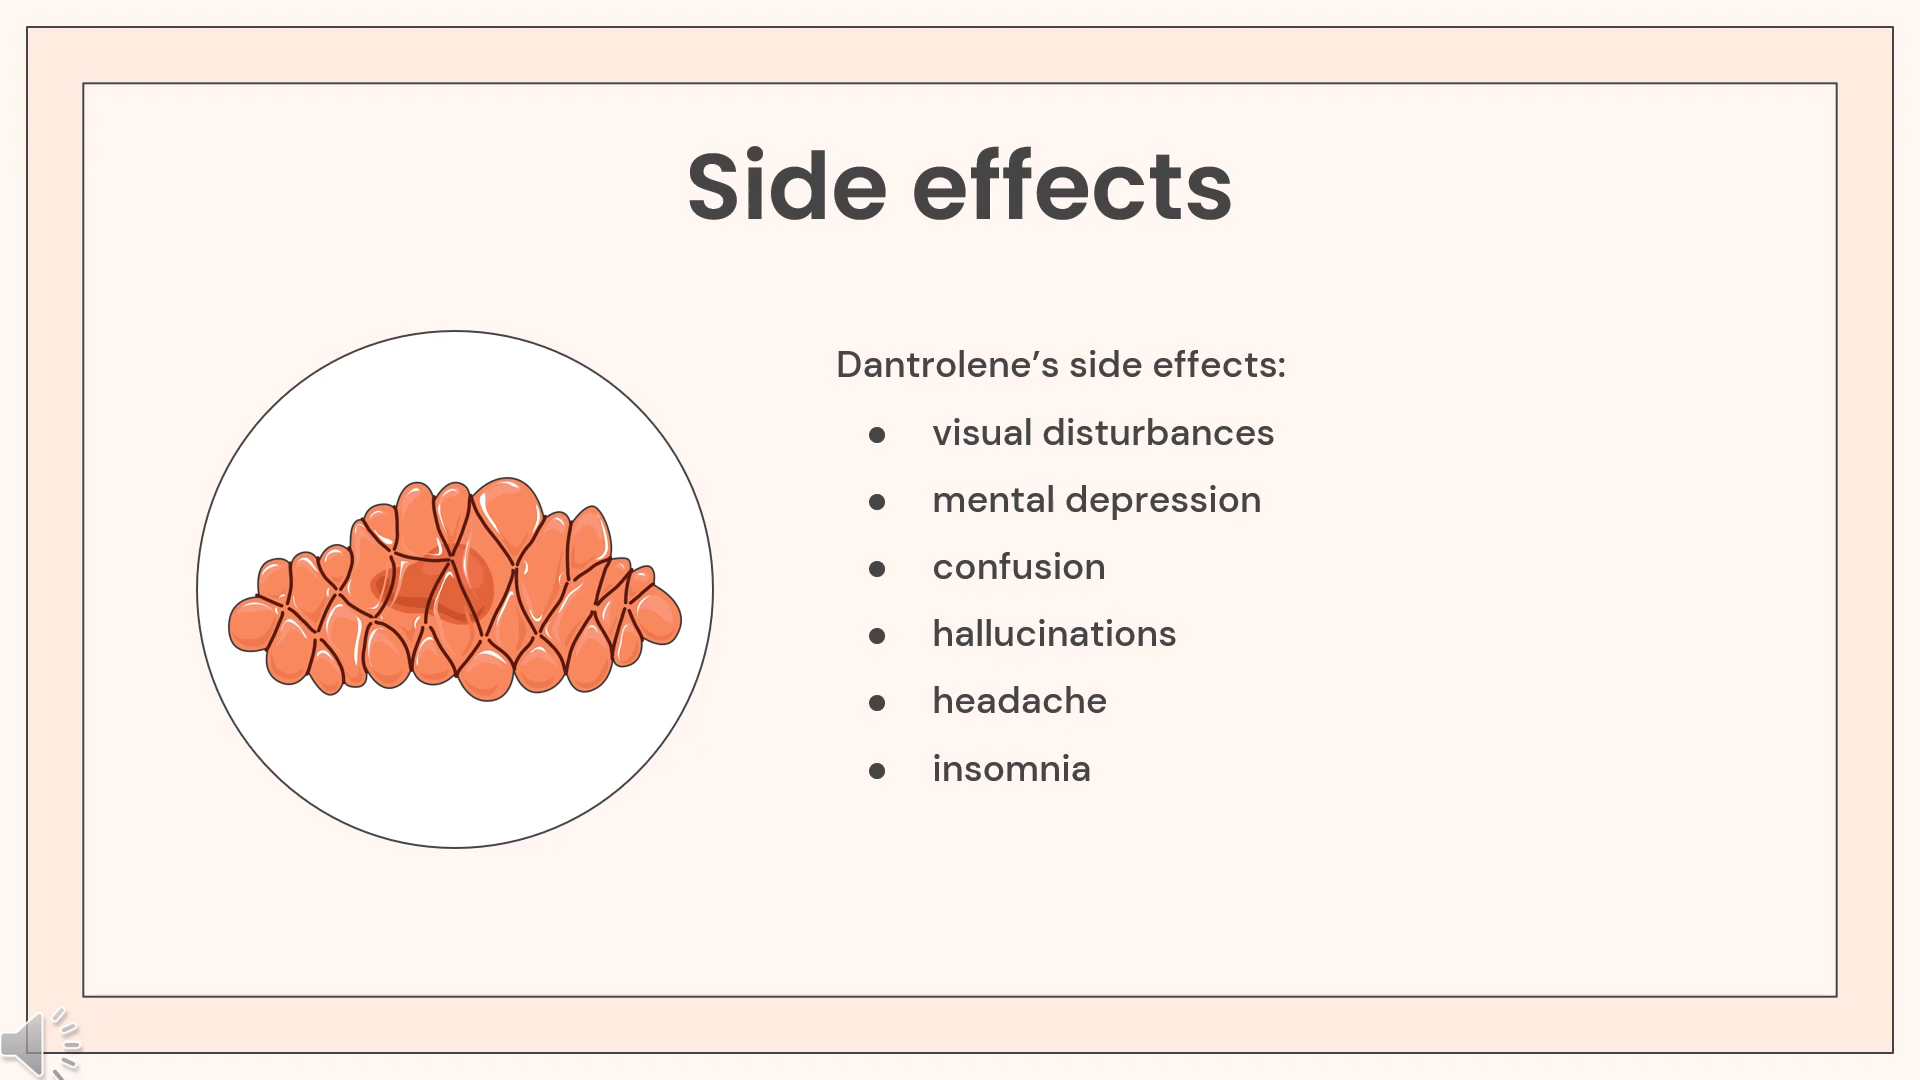 Side effects
Dantrolene’s side effects:
● visual disturbances
● mental depression
● confusion
● hallucinations
● headache
● insomnia